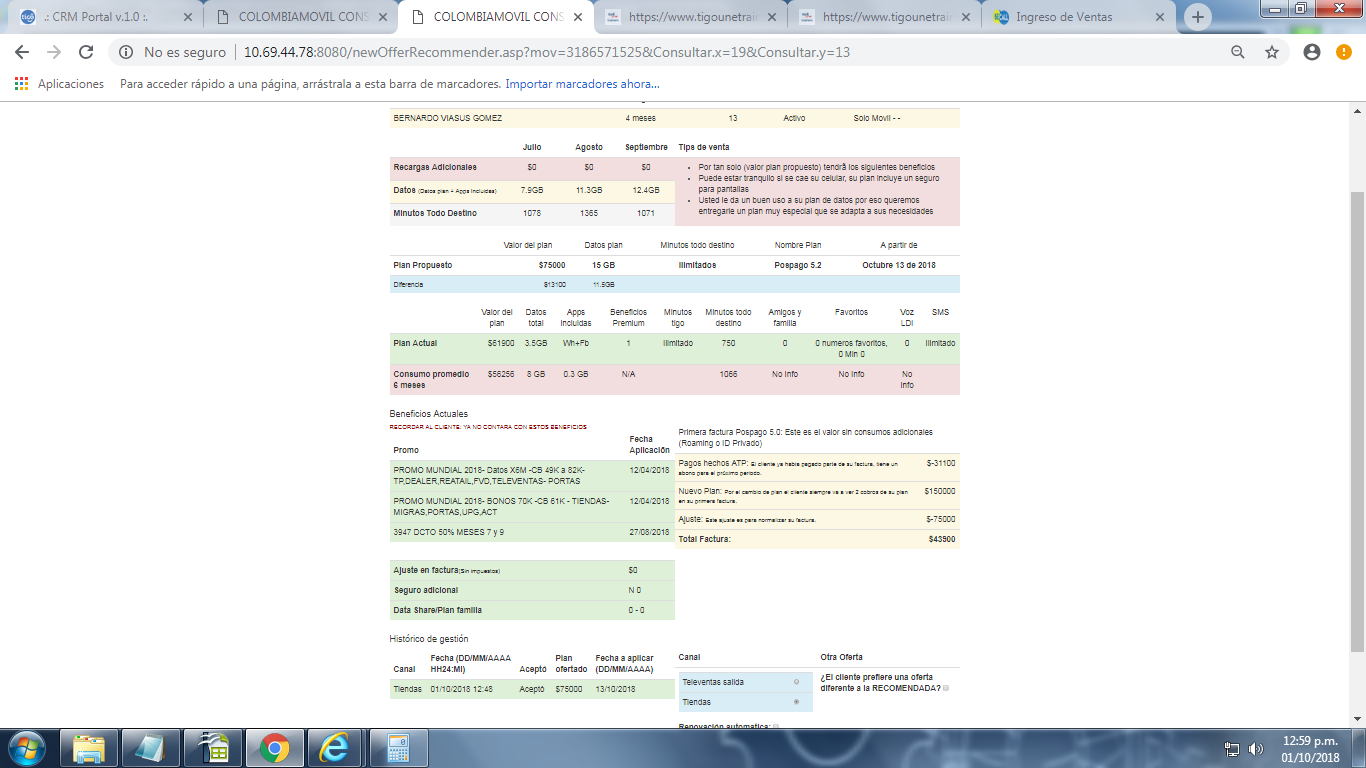 .: CRM Portal v.1.0 :.
COLOMBIAMOVIL CONS
COLOMBIAMOVIL CONS
https://www.tigounetrain
https://www.tigounetrain
Ingreso de Ventas
No es seguro | 10.69.44.78:8080/newOfferRecommender.asp?mov=3186571525&Consultar.x=19&Consultar.y=13
Aplicaciones Para acceder rápido a una página, arrástrala a esta barra de marcadores. Importar marcadores ahora...
BERNARDO VIASUS GOMEZ 4 meses 13 Activo Solo Movil - -
Julio Agosto Septiembre
Recargas Adicionales $0 $0 $0
Datos (Datos plan + Apps incluidas) 7.9GB 11.3GB 12.4GB
Minutos Todo Destino 1078 1365 1071
Tips de venta
Por tan solo (valor plan propuesto) tendrá los siguientes beneficios
Puede estar tranquilo si se cae su celular, su plan incluye un seguro
para pantallas
Usted le da un buen uso a su plan de datos por eso queremos
entregarle un plan muy especial que se adapta a sus necesidades
Valor del plan Datos plan Minutos todo destino Nombre Plan A partir de
Plan Propuesto $75000 15 GB Ilimitados Pospago 5.2 Octubre 13 de 2018
Diferencia $13100 11.5GB
Valor del plan Datos total Apps incluidas Beneficios Premium Minutos tigo Minutos todo destino Amigos y familia Favoritos Voz LDI SMS
Plan Actual $61900 3.5GB Wh+Fb 1 Ilimitado 750 0 0 numeros favoritos, 0 Min 0 0 Ilimitado
Consumo promedio 6 meses $56256 8 GB 0.3 GB N/A 1066 No Info No Info No Info
Beneficios Actuales
RECORDAR AL CLIENTE: YA NO CONTARA CON ESTOS BENEFICIOS
Promo Fecha Aplicación
PROMO MUNDIAL 2018- Datos X6M -CB 49K a 82K-
TP,DEALER,REATAIL,FVD,TELEVENTAS- PORTAS 12/04/2018
PROMO MUNDIAL 2018- BONOS 70K -CB 61K - TIENDAS-
MIGRAS,PORTAS,UPG,ACT 12/04/2018
3947 DCTO 50% MESES 7 y 9 27/08/2018
Primera factura Pospago 5.0: Este es el valor sin consumos adicionales
(Roaming o ID Privado)
Pagos hechos ATP: El cliente ya había pagado parte de su factura, tiene un
abono para el próximo periodo. $-31100
Nuevo Plan: Por el cambio de plan el cliente siempre va a ver 2 cobros de su plan
en su primera factura. $150000
Ajuste: Este ajuste es para normalizar su factura. $-75000
Total Factura: $43900
Ajuste en factura(Sin impuestos) $0
Seguro adicional N 0
Data Share/Plan familia 0 - 0
Histórico de gestión
Canal Fecha (DD/MM/AAAA HH24:MI) Aceptó Plan ofertado Fecha a aplicar (DD/MM/AAAA)
Tiendas 01/10/2018 12:48 Aceptó $75000 13/10/2018
Canal
Televentas salida
Tiendas
Otra Oferta
¿El cliente prefiere una oferta
diferente a la RECOMENDADA?
Renovación automatica:
12:59 p.m.
01/10/2018